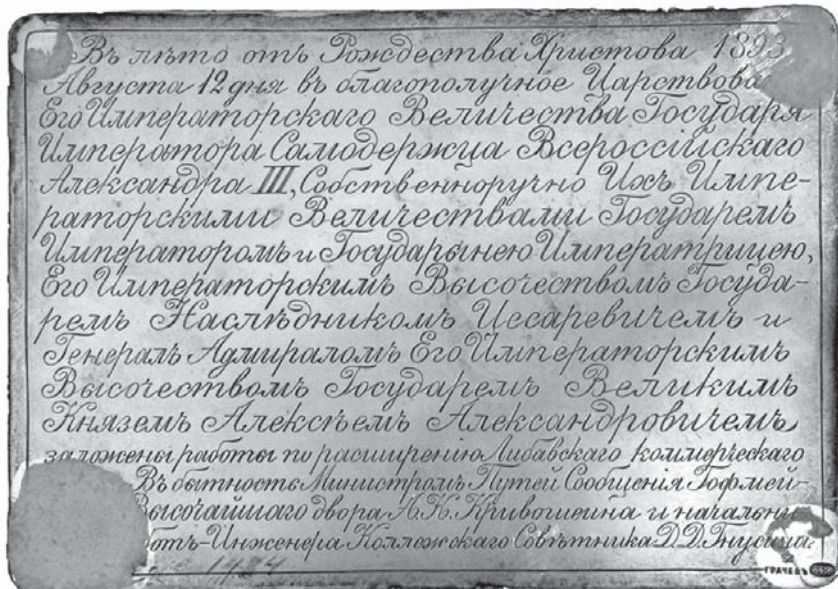 Въ лѣто отъ Рождества Христова 1893
Августа 12 дня въ благополучное Царствова
Его Императорскаго Величества Государя
Императора Самодержца Всероссійскаго
Александра III, Собственноручно Ихъ Импе-
раторскими Величествами Государемъ
Императоромъ и Государынею Императрицею,
Его Императорскимъ Высочествомъ Госуда-
ремъ Наслѣдникомъ Цесаревичемъ и
Генералъ Адмираломъ Его Императорскимъ
Высочествомъ Государемъ Великимъ
Княземъ Алексѣемъ Александровичемъ
заложены работы по расширенію Либавскаго коммерческаго
Въ бытность Министромъ Путей Сообщенія Гофмей-
Высочайшаго двора А. К. Кривошеина и начальни
отъ-Инженера Коллежскаго Совѣтника Д. Д. Гнусина.
ГРАЧЕВЪ